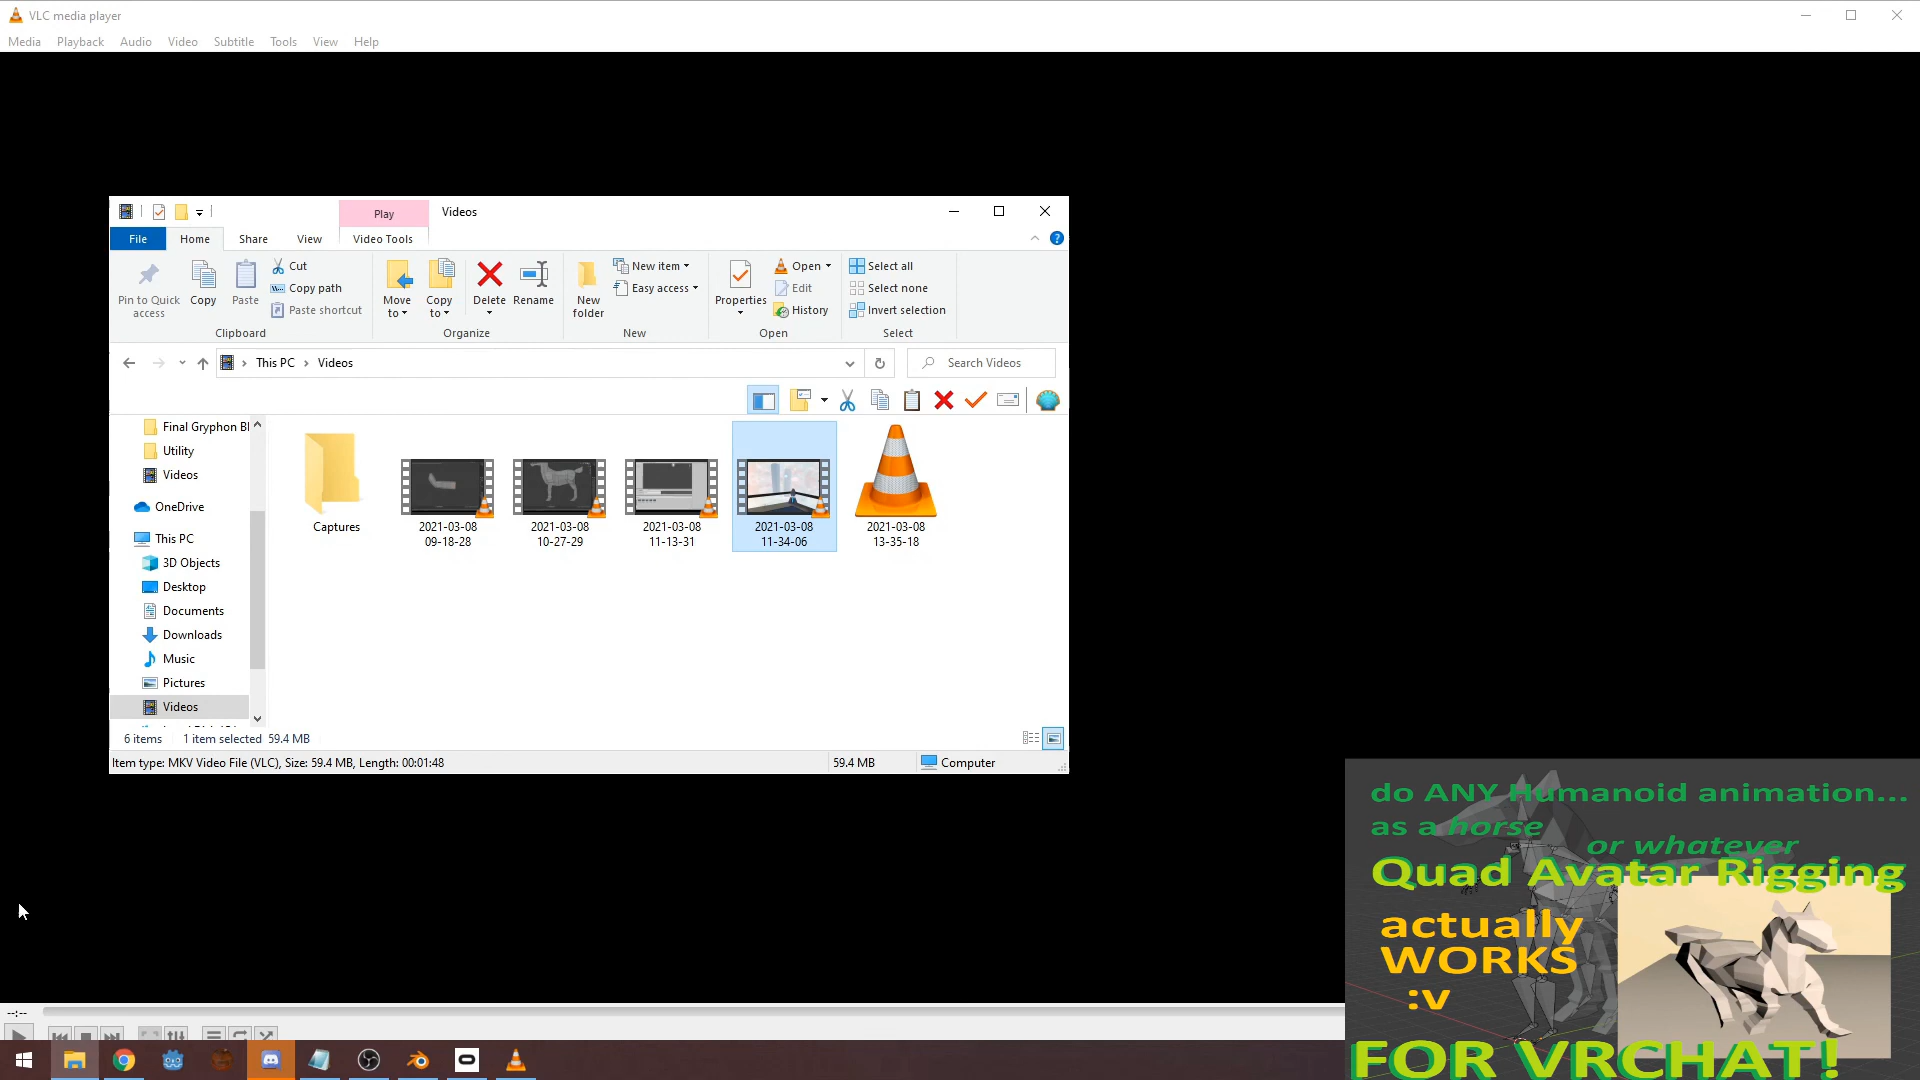 VLC media player
Media Playback Audio Video Subtitle Tools View Help
Play Videos
File Home Share View Video Tools
Pin to Quick access
Copy
Paste
Cut
Copy path
Paste shortcut
Clipboard
Move to
Copy to
Delete
Rename
Organize
New folder
New item
Easy access
New
Properties
Open
Edit
History
Open
Select all
Select none
Invert selection
Select
This PC Videos
Search Videos
Final Gryphon Bl
Utility
Videos
OneDrive
This PC
3D Objects
Desktop
Documents
Downloads
Music
Pictures
Videos
Captures
2021-03-08
09-18-28
2021-03-08
10-27-29
2021-03-08
11-13-31
2021-03-08
11-34-06
2021-03-08
13-35-18
6 items 1 item selected 59.4 MB
Item type: MKV Video File (VLC), Size: 59.4 MB, Length: 00:01:48 59.4 MB Computer
do ANY Humanoid animation...
as a horse
or whatever
Quad Avatar Rigging
actually
WORKS
:v
FOR VRCHAT!
--:--